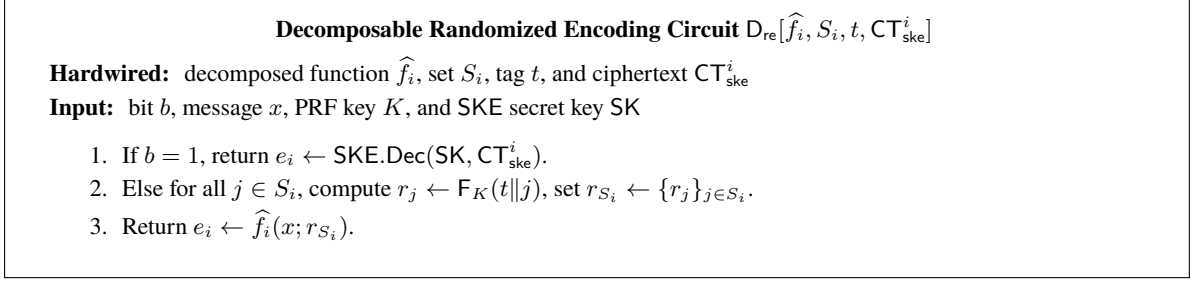 Decomposable Randomized Encoding Circuit D_re[f̂_i, S_i, t, CT^i_ske]
Hardwired: decomposed function f̂_i, set S_i, tag t, and ciphertext CT^i_ske
Input: bit b, message x, PRF key K, and SKE secret key SK
1. If b = 1, return e_i ← SKE.Dec(SK, CT^i_ske).
2. Else for all j ∈ S_i, compute r_j ← F_K(t‖j), set r_{S_i} ← {r_j}_{j∈S_i}.
3. Return e_i ← f̂_i(x; r_{S_i}).